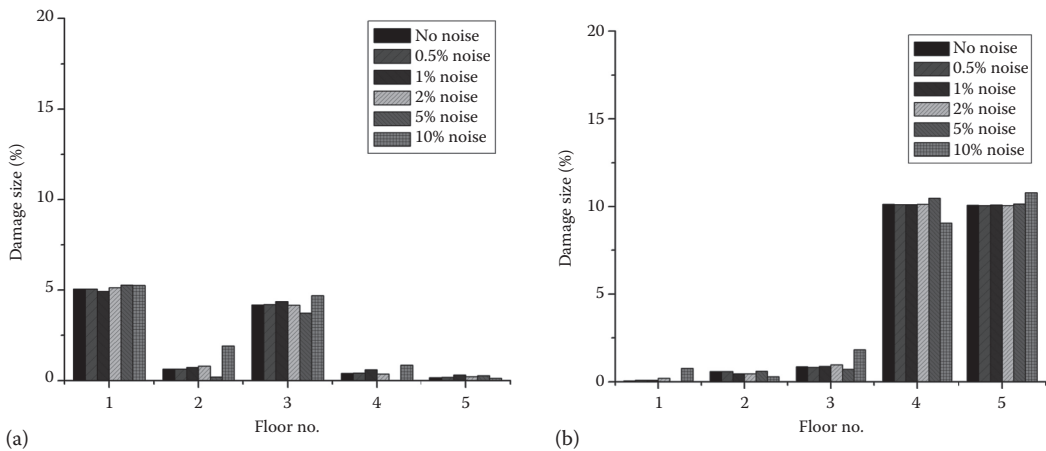 20
15
10
5
0
Damage size (%)
No noise
0.5% noise
1% noise
2% noise
5% noise
10% noise
1 2 3 4 5
Floor no.
(a)
20
15
10
5
0
Damage size (%)
No noise
0.5% noise
1% noise
2% noise
5% noise
10% noise
1 2 3 4 5
Floor no.
(b)